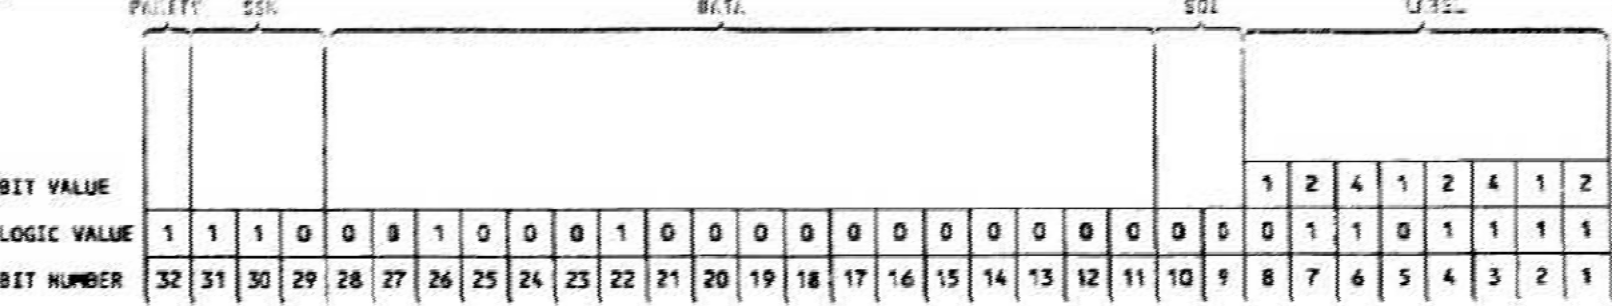 PARITY SSM DATA SDI LABEL
BIT VALUE 1 2 4 1 2 4 1 2
LOGIC VALUE 1 1 1 0 0 0 1 0 0 0 1 0 0 0 0 0 0 0 0 0 0 0 0 0 0 1 1 0 1 1 1 1
BIT NUMBER 32 31 30 29 28 27 26 25 24 23 22 21 20 19 18 17 16 15 14 13 12 11 10 9 8 7 6 5 4 3 2 1